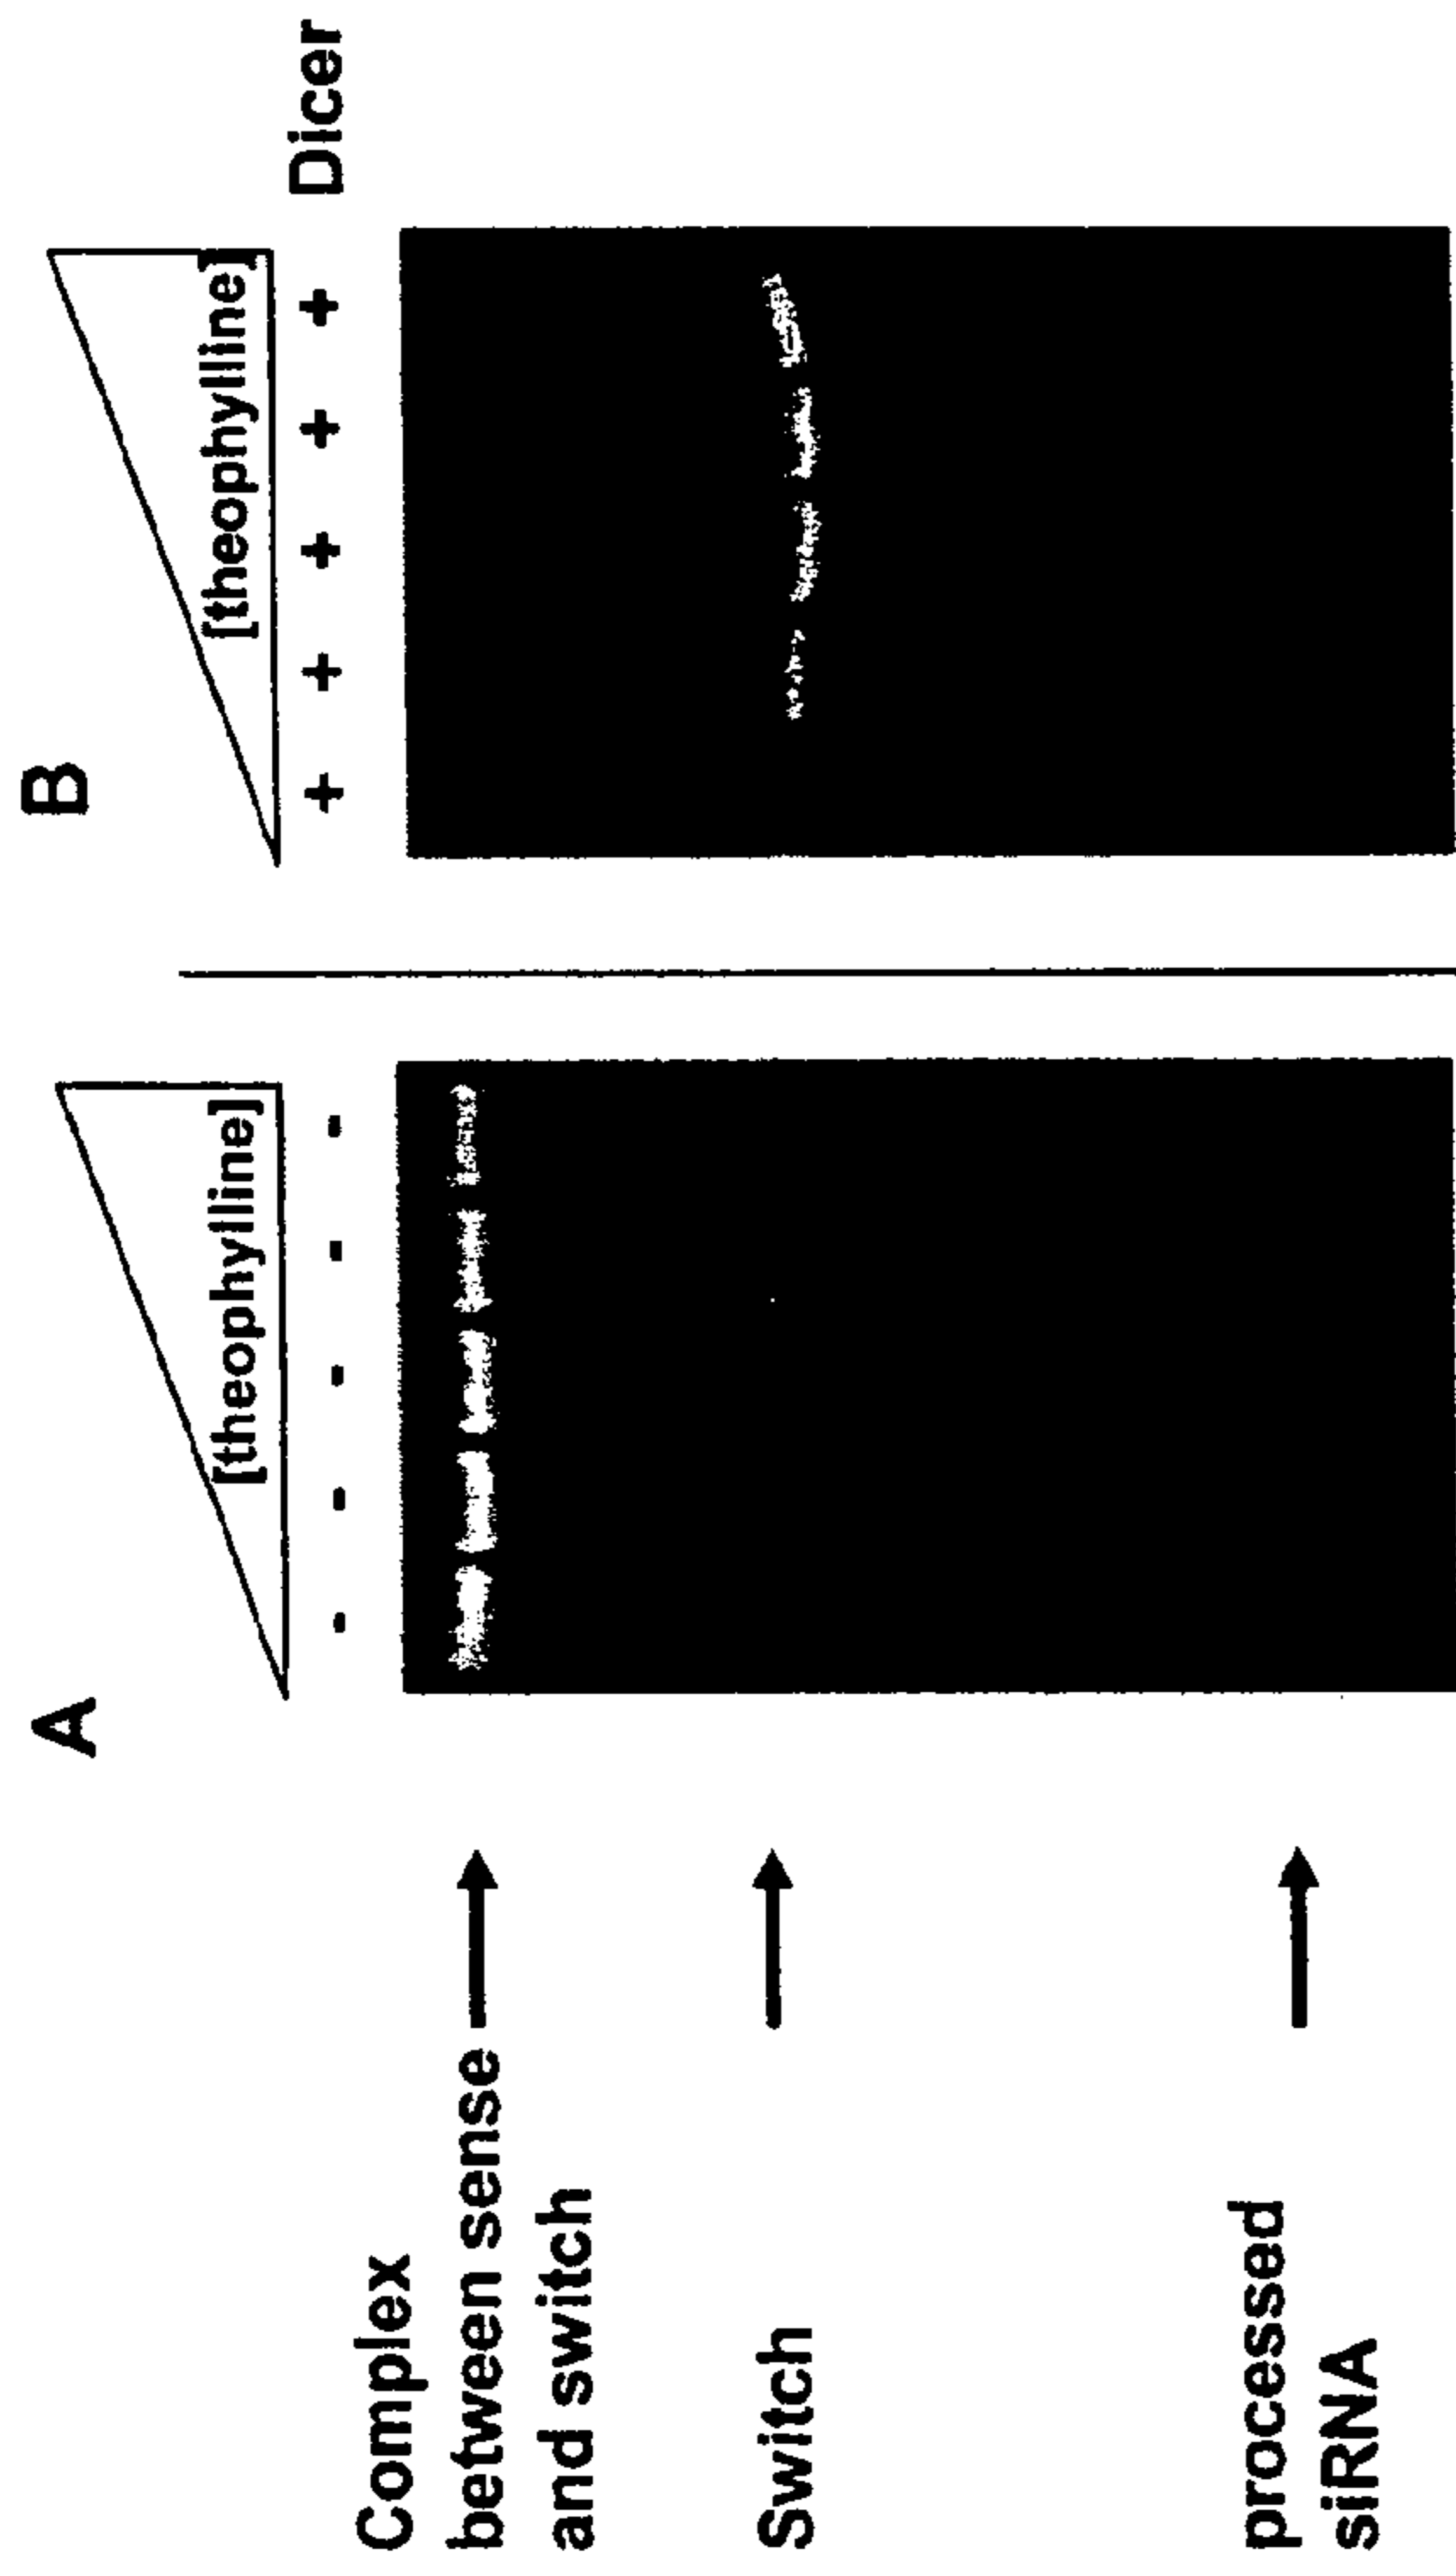 A
B
[theophylline]
[theophylline]
- - - - -
+ + + + + Dicer
Complex
between sense
and switch
Switch
processed
siRNA